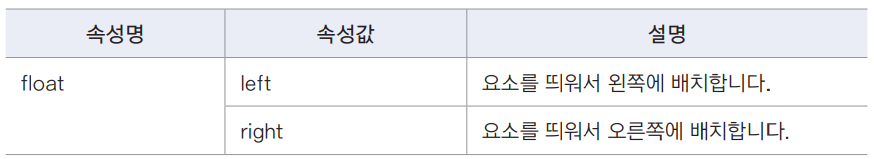 속성명 속성값 설명
float left 요소를 띄워서 왼쪽에 배치합니다.
right 요소를 띄워서 오른쪽에 배치합니다.